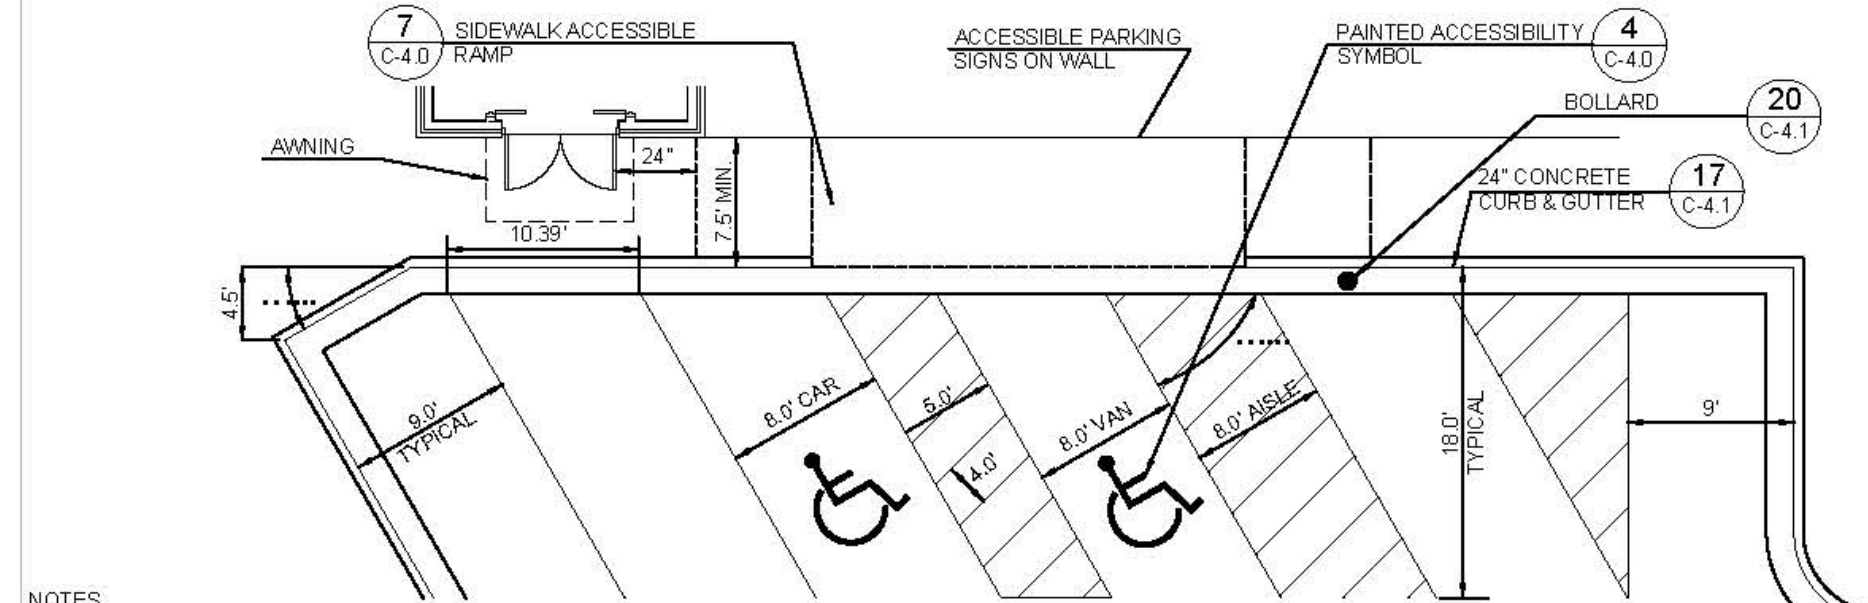 7
C-4.0
SIDEWALK ACCESSIBLE
RAMP
ACCESSIBLE PARKING
SIGNS ON WALL
PAINTED ACCESSIBILITY
SYMBOL
4
C-4.0
BOLLARD
20
C-4.1
AWNING
24"
7.5' MIN.
24" CONCRETE
CURB & GUTTER
17
C-4.1
10.39'
4.5'
9.0'
TYPICAL
8.0' CAR
5.0'
4.0'
8.0' VAN
8.0' AISLE
18.0'
TYPICAL
9'
NOTES